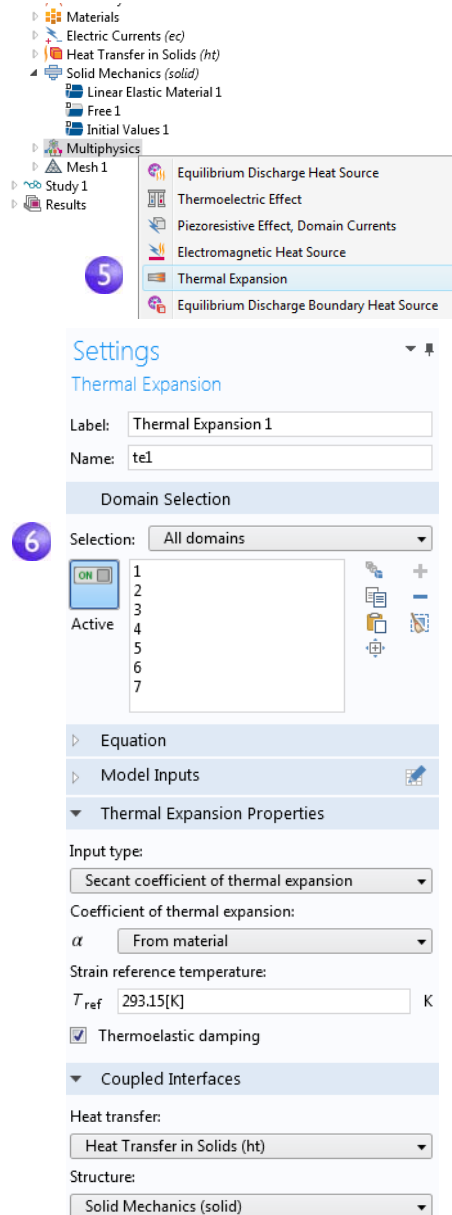 Materials
Electric Currents (ec)
Heat Transfer in Solids (ht)
Solid Mechanics (solid)
Linear Elastic Material 1
Free 1
Initial Values 1
Multiphysics
Mesh 1
Study 1
Results
Equilibrium Discharge Heat Source
Thermoelectric Effect
Piezoresistive Effect, Domain Currents
Electromagnetic Heat Source
5
Thermal Expansion
Equilibrium Discharge Boundary Heat Source
Settings
Thermal Expansion
Label: Thermal Expansion 1
Name: te1
Domain Selection
6
Selection: All domains
ON
Active
1
2
3
4
5
6
7
Equation
Model Inputs
Thermal Expansion Properties
Input type:
Secant coefficient of thermal expansion
Coefficient of thermal expansion:
α From material
Strain reference temperature:
Tref 293.15[K] K
Thermoelastic damping
Coupled Interfaces
Heat transfer:
Heat Transfer in Solids (ht)
Structure:
Solid Mechanics (solid)